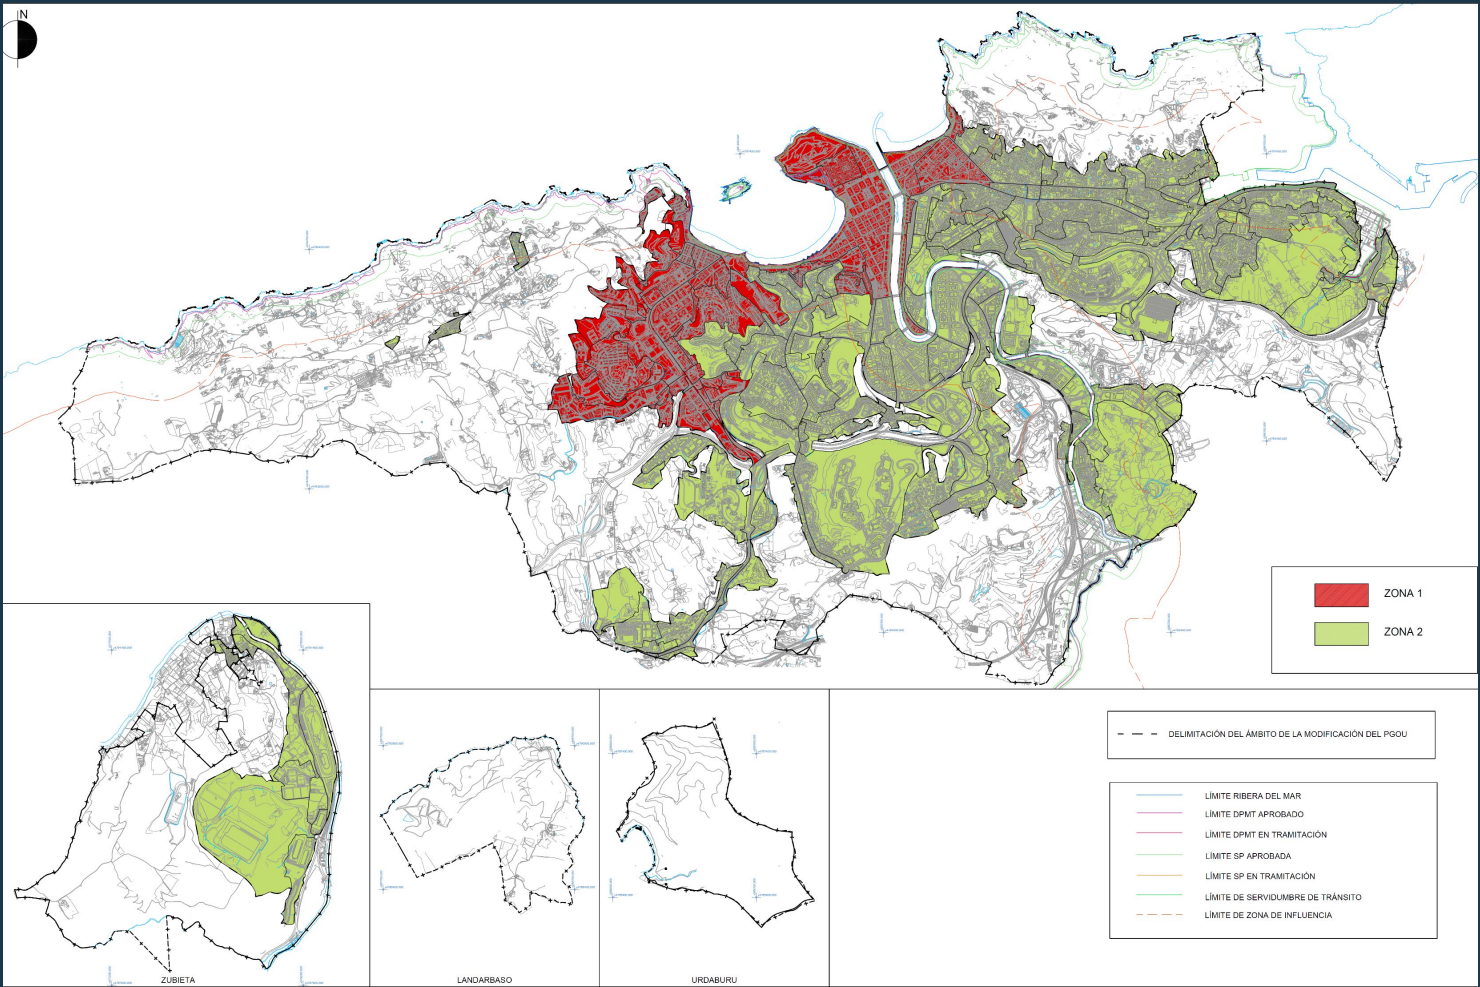 N
ZONA 1
ZONA 2
DELIMITACIÓN DEL ÁMBITO DE LA MODIFICACIÓN DEL PGOU
LÍMITE RIBERA DEL MAR
LÍMITE DPMT APROBADO
LÍMITE DPMT EN TRAMITACIÓN
LÍMITE SP APROBADA
LÍMITE SP EN TRAMITACIÓN
LÍMITE DE SERVIDUMBRE DE TRÁNSITO
LÍMITE DE ZONA DE INFLUENCIA
ZUBIETA
LANDARBASO
URDABURU